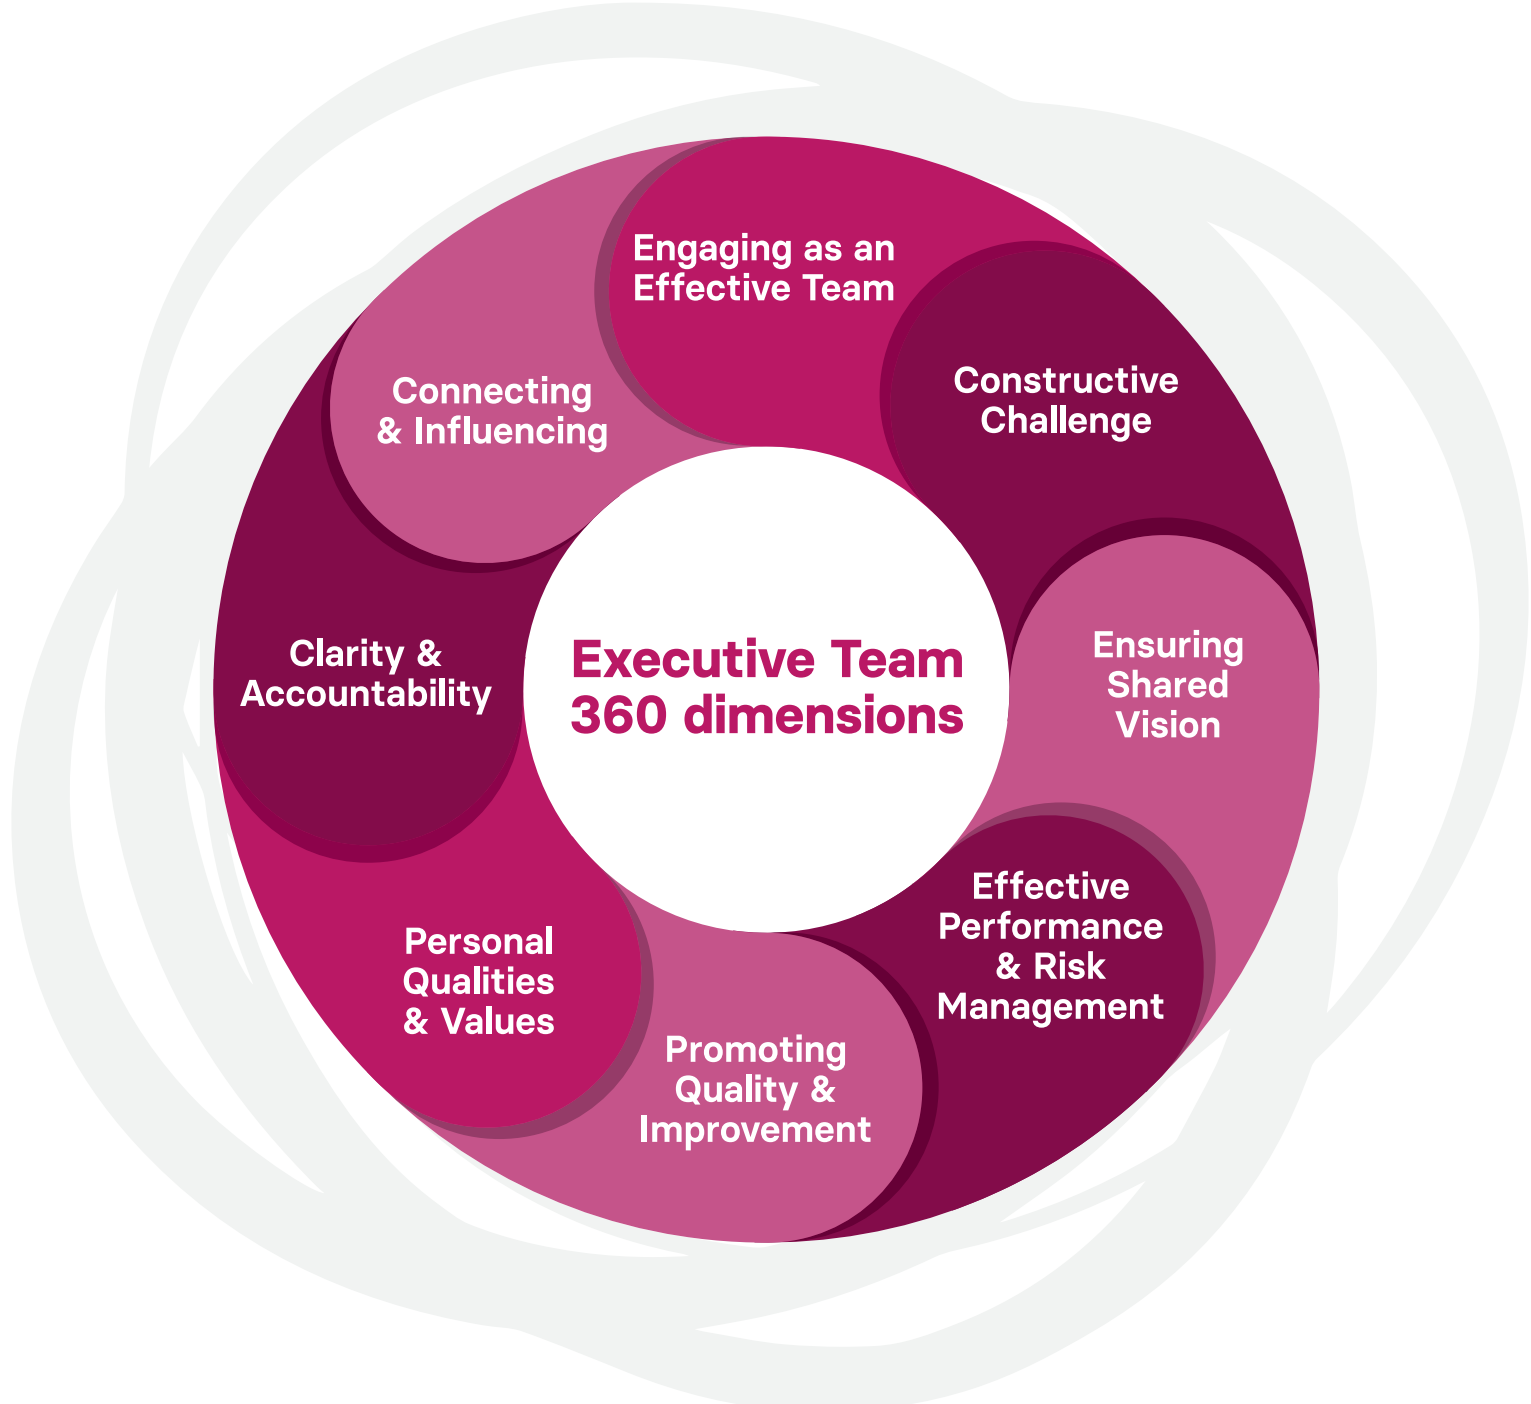 Engaging as an
Effective Team
Constructive
Challenge
Ensuring
Shared
Vision
Effective
Performance
& Risk
Management
Promoting
Quality &
Improvement
Personal
Qualities
& Values
Clarity &
Accountability
Connecting
& Influencing
Executive Team
360 dimensions